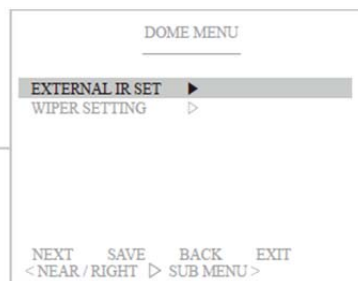 DOME MENU
EXTERNAL IR SET ▶
WIPER SETTING ▷
NEXT SAVE BACK EXIT
< NEAR / RIGHT ▷ SUB MENU >